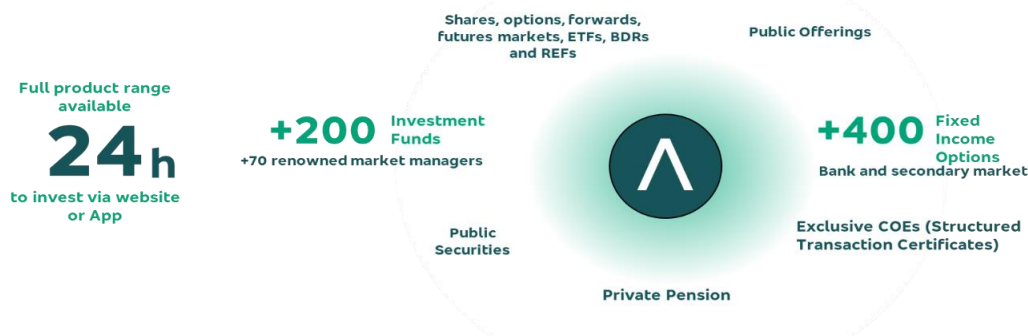 Full product range
available
24h
to invest via website
or App
Shares, options, forwards,
futures markets, ETFs, BDRs
and REFs
Public Offerings
+200 Investment
Funds
+70 renowned market managers
+400 Fixed
Income
Options
Bank and secondary market
Public
Securities
Exclusive COEs (Structured
Transaction Certificates)
Private Pension